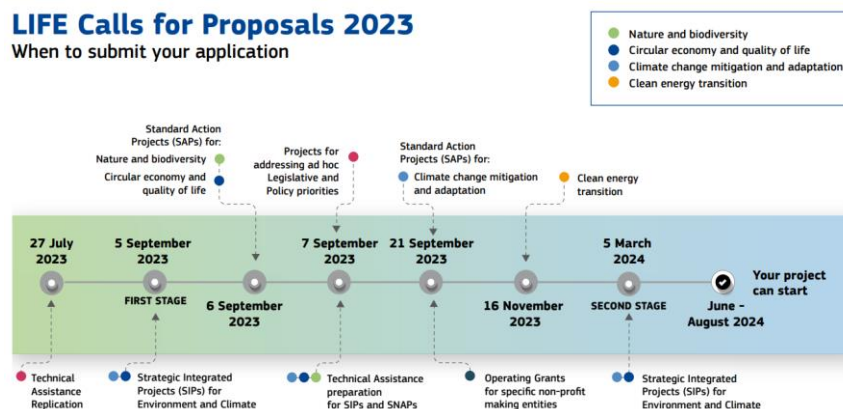 LIFE Calls for Proposals 2023
When to submit your application
Nature and biodiversity
Circular economy and quality of life
Climate change mitigation and adaptation
Clean energy transition
Standard Action
Projects (SAPs) for:
Nature and biodiversity
Circular economy and
quality of life
Projects for
addressing ad hoc
Legislative and
Policy priorities
Standard Action
Projects (SAPs) for:
Climate change mitigation
and adaptation
Clean energy
transition
27 July
2023
5 September
2023
FIRST STAGE
6 September
2023
7 September
2023
21 September
2023
16 November
2023
5 March
2024
SECOND STAGE
June –
August 2024
Your project
can start
Technical
Assistance
Replication
Strategic Integrated
Projects (SIPs) for
Environment and Climate
Technical Assistance
preparation
for SIPs and SNAPs
Operating Grants
for specific non-profit
making entities
Strategic Integrated
Projects (SIPs) for
Environment and Climate